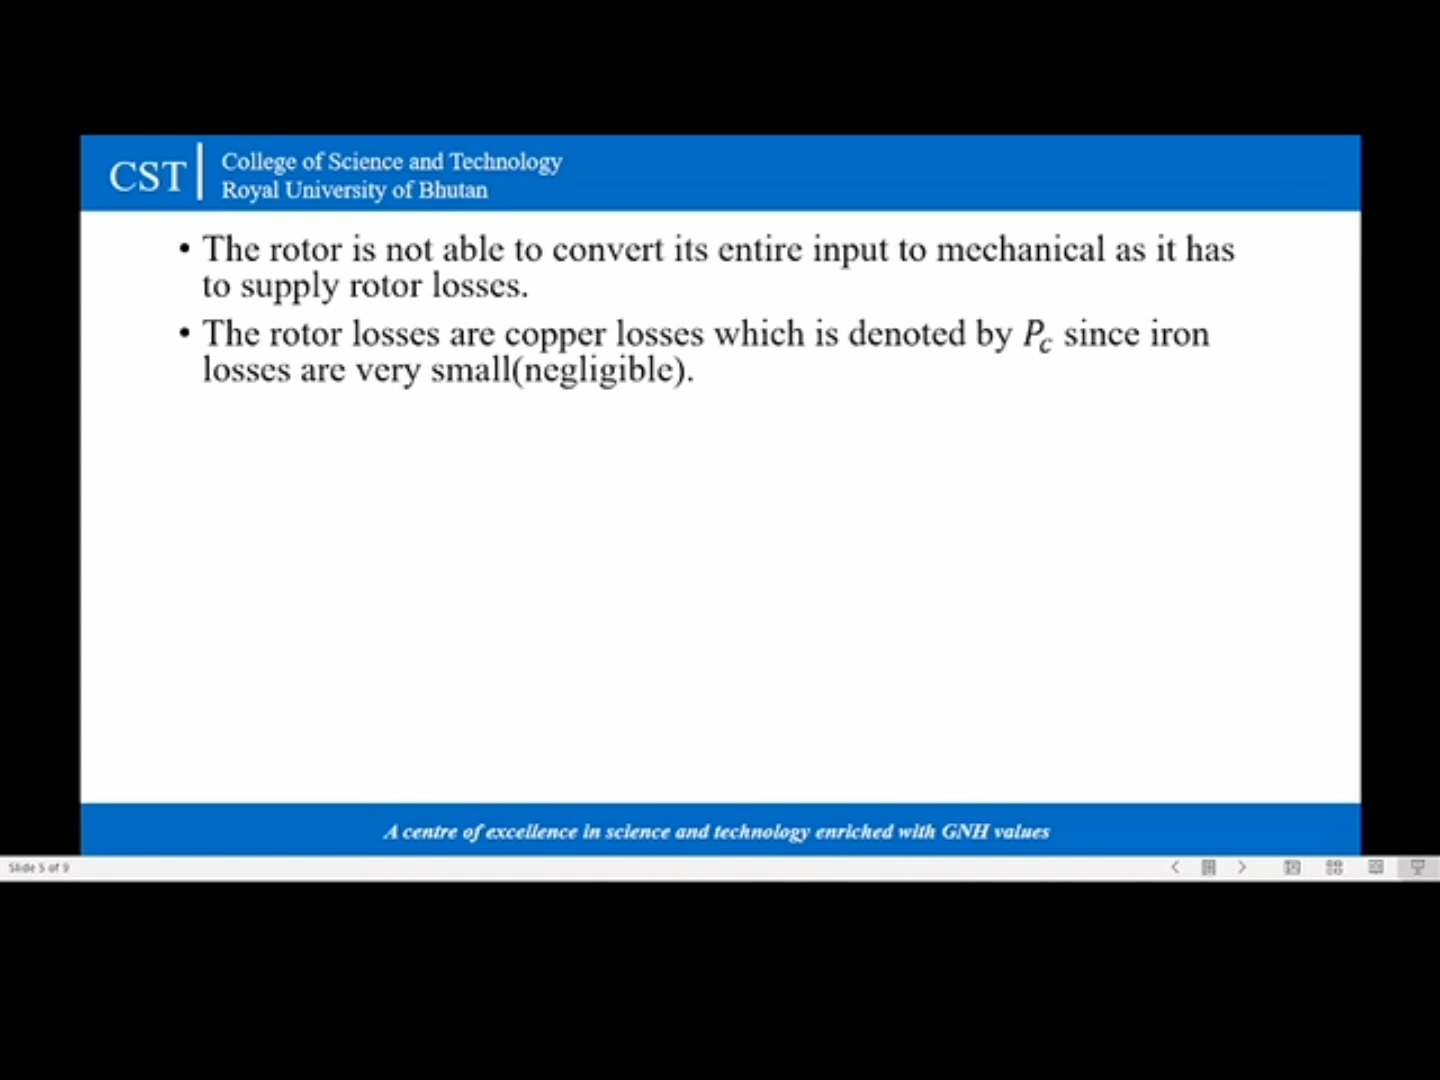 CST
College of Science and Technology
Royal University of Bhutan
• The rotor is not able to convert its entire input to mechanical as it has
to supply rotor losses.
• The rotor losses are copper losses which is denoted by P_c since iron
losses are very small(negligible).
A centre of excellence in science and technology enriched with GNH values
Slide 5 of 9